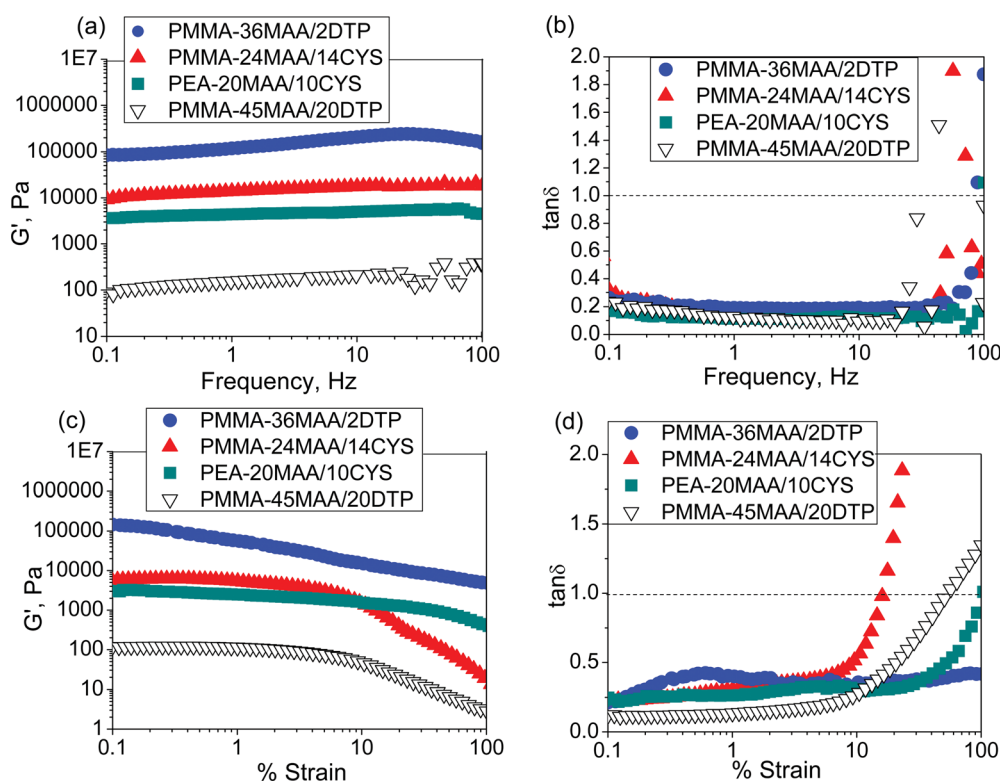 (a)
PMMA-36MAA/2DTP
PMMA-24MAA/14CYS
PEA-20MAA/10CYS
PMMA-45MAA/20DTP
1E7
1000000
100000
10000
1000
100
10
G', Pa
0.1 1 10 100
Frequency, Hz
(b)
PMMA-36MAA/2DTP
PMMA-24MAA/14CYS
PEA-20MAA/10CYS
PMMA-45MAA/20DTP
2.0
1.8
1.6
1.4
1.2
1.0
0.8
0.6
0.4
0.2
0.0
tanδ
0.1 1 10 100
Frequency, Hz
(c)
PMMA-36MAA/2DTP
PMMA-24MAA/14CYS
PEA-20MAA/10CYS
PMMA-45MAA/20DTP
1E7
1000000
100000
10000
1000
100
10
1
G', Pa
0.1 1 10 100
% Strain
(d)
PMMA-36MAA/2DTP
PMMA-24MAA/14CYS
PEA-20MAA/10CYS
PMMA-45MAA/20DTP
2.0
1.5
1.0
0.5
0.0
tanδ
0.1 1 10 100
% Strain